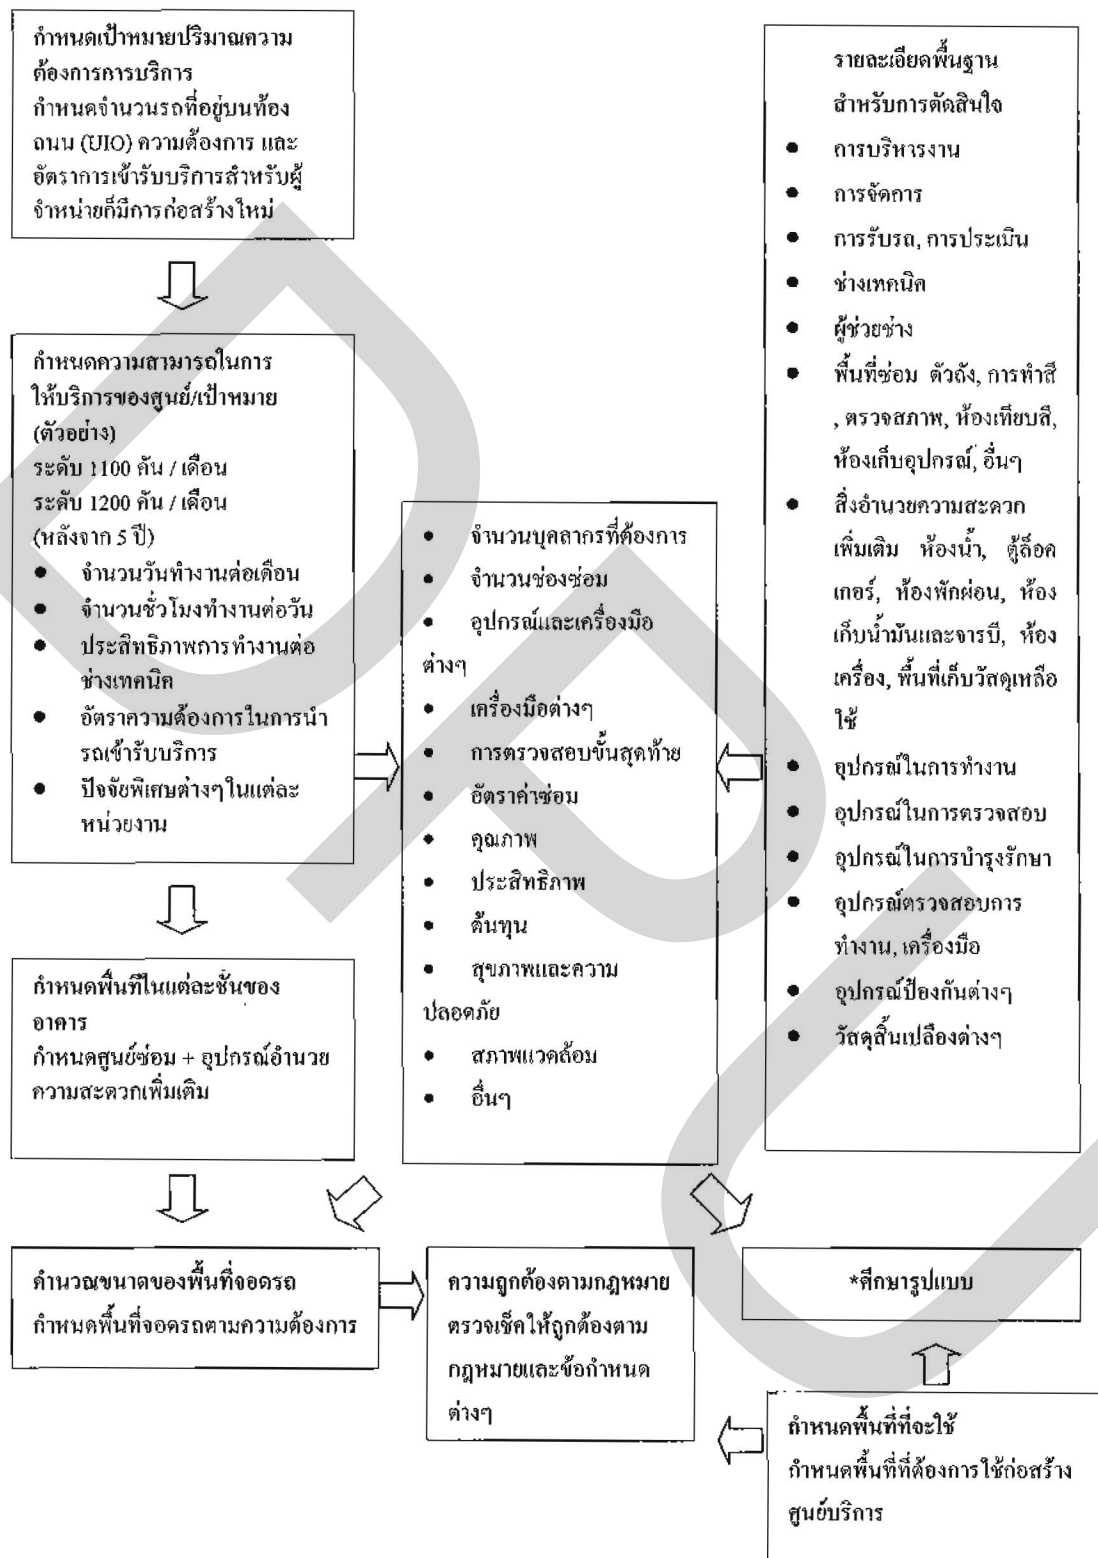 กำหนดเป้าหมายปริมาณความ
ต้องการการบริการ
กำหนดจำนวนรถที่อยู่บนท้อง
ถนน (UIO) ความต้องการ และ
อัตราการเข้ารับบริการสำหรับผู้
จำหน่ายก็มีการก่อสร้างใหม่
กำหนดความสามารถในการ
ให้บริการของศูนย์/เป้าหมาย
(ตัวอย่าง)
ระดับ 1100 คัน / เดือน
ระดับ 1200 คัน / เดือน
(หลังจาก 5 ปี)
● จำนวนวันทำงานต่อเดือน
● จำนวนชั่วโมงทำงานต่อวัน
● ประสิทธิภาพการทำงานต่อ
ช่างเทคนิค
● อัตราความต้องการในการนำ
รถเข้ารับบริการ
● ปัจจัยพิเศษต่างๆในแต่ละ
หน่วยงาน
กำหนดพื้นที่ในแต่ละชั้นของ
อาคาร
กำหนดศูนย์ซ่อม + อุปกรณ์อำนวย
ความสะดวกเพิ่มเติม
คำนวณขนาดของพื้นที่จอดรถ
กำหนดพื้นที่จอดรถตามความต้องการ
● จำนวนบุคลากรที่ต้องการ
● จำนวนช่องซ่อม
● อุปกรณ์และเครื่องมือ
ต่างๆ
● เครื่องมือต่างๆ
● การตรวจสอบขั้นสุดท้าย
● อัตราค่าซ่อม
● คุณภาพ
● ประสิทธิภาพ
● ต้นทุน
● สุขภาพและความ
ปลอดภัย
● สภาพแวดล้อม
● อื่นๆ
ความถูกต้องตามกฎหมาย
ตรวจเช็คให้ถูกต้องตาม
กฎหมายและข้อกำหนด
ต่างๆ
รายละเอียดพื้นฐาน
สำหรับการตัดสินใจ
● การบริหารงาน
● การจัดการ
● การรับรถ, การประเมิน
● ช่างเทคนิค
● ผู้ช่วยช่าง
● พื้นที่ซ่อม ตัวถัง, การทำสี
, ตรวจสภาพ, ห้องเทียบสี,
ห้องเก็บอุปกรณ์, อื่นๆ
● สิ่งอำนวยความสะดวก
เพิ่มเติม ห้องน้ำ, ตู้ล็อค
เกอร์, ห้องพักผ่อน, ห้อง
เก็บน้ำมันและจารบี, ห้อง
เครื่อง, พื้นที่เก็บวัสดุเหลือ
ใช้
● อุปกรณ์ในการทำงาน
● อุปกรณ์ในการตรวจสอบ
● อุปกรณ์ในการบำรุงรักษา
● อุปกรณ์ตรวจสอบการ
ทำงาน, เครื่องมือ
● อุปกรณ์ป้องกันต่างๆ
● วัสดุสิ้นเปลืองต่างๆ
*ศึกษารูปแบบ
กำหนดพื้นที่ที่จะใช้
กำหนดพื้นที่ที่ต้องการใช้ก่อสร้าง
ศูนย์บริการ